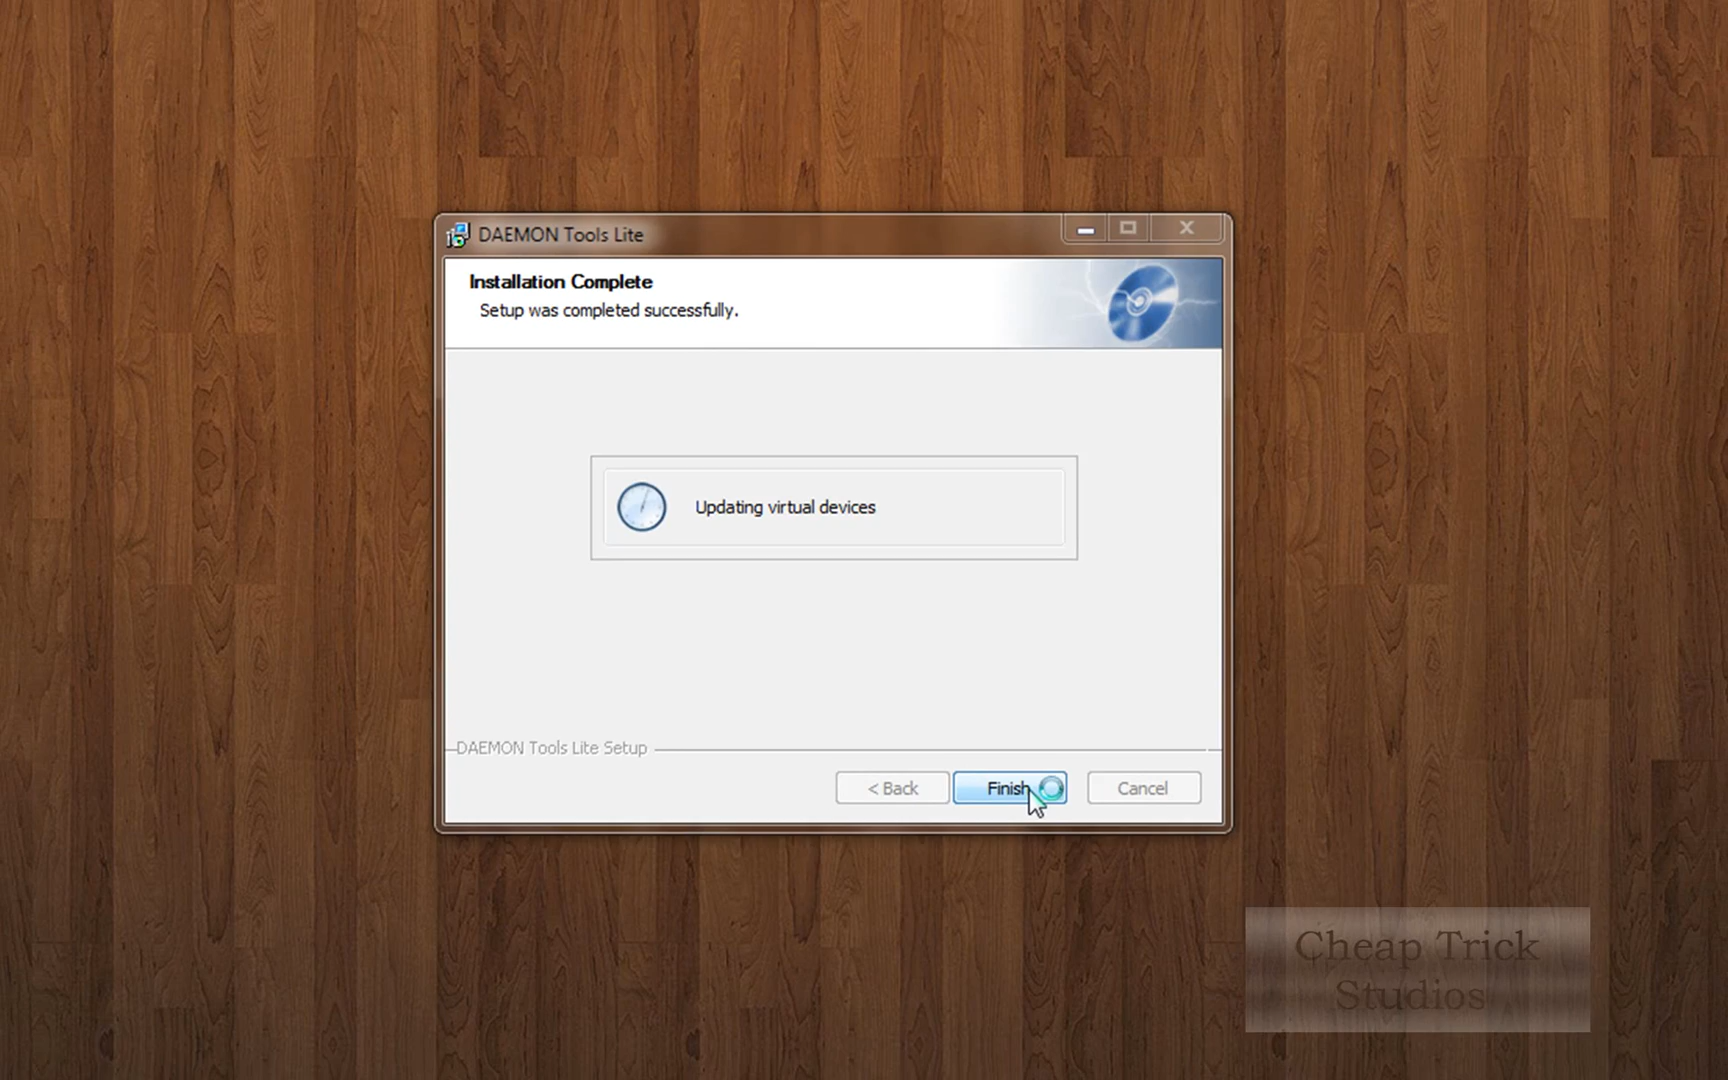 DAEMON Tools Lite
Installation Complete
Setup was completed successfully.
Updating virtual devices
DAEMON Tools Lite Setup
< Back Finish Cancel
Cheap Trick
Studios